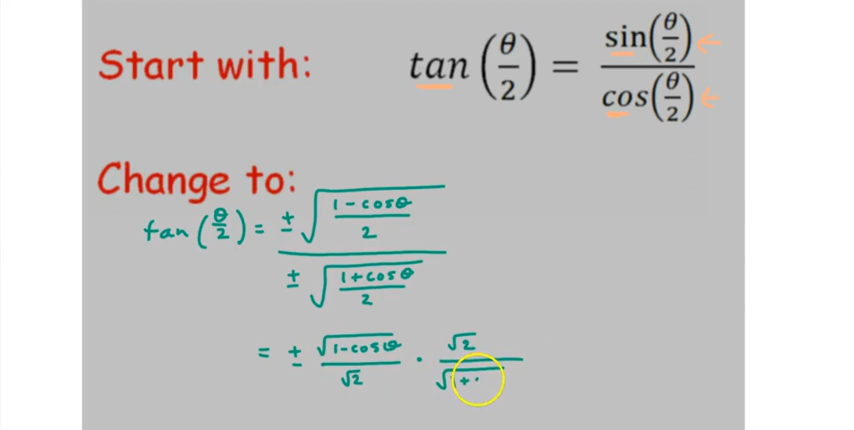 Start with: tan(θ/2) = sin(θ/2)/cos(θ/2)
Change to:
tan(θ/2) = ±√((1-cosθ)/2) / ±√((1+cosθ)/2)
= ± √(1-cosθ)/√2 · √2/√(1+·